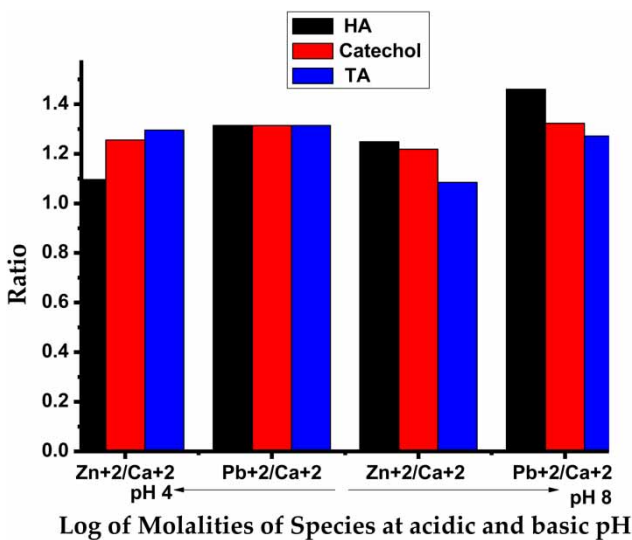 HA
Catechol
TA
1.4
1.2
1.0
0.8
0.6
0.4
0.2
0.0
Ratio
Zn+2/Ca+2 Pb+2/Ca+2 Zn+2/Ca+2 Pb+2/Ca+2
pH 4 pH 8
Log of Molalities of Species at acidic and basic pH